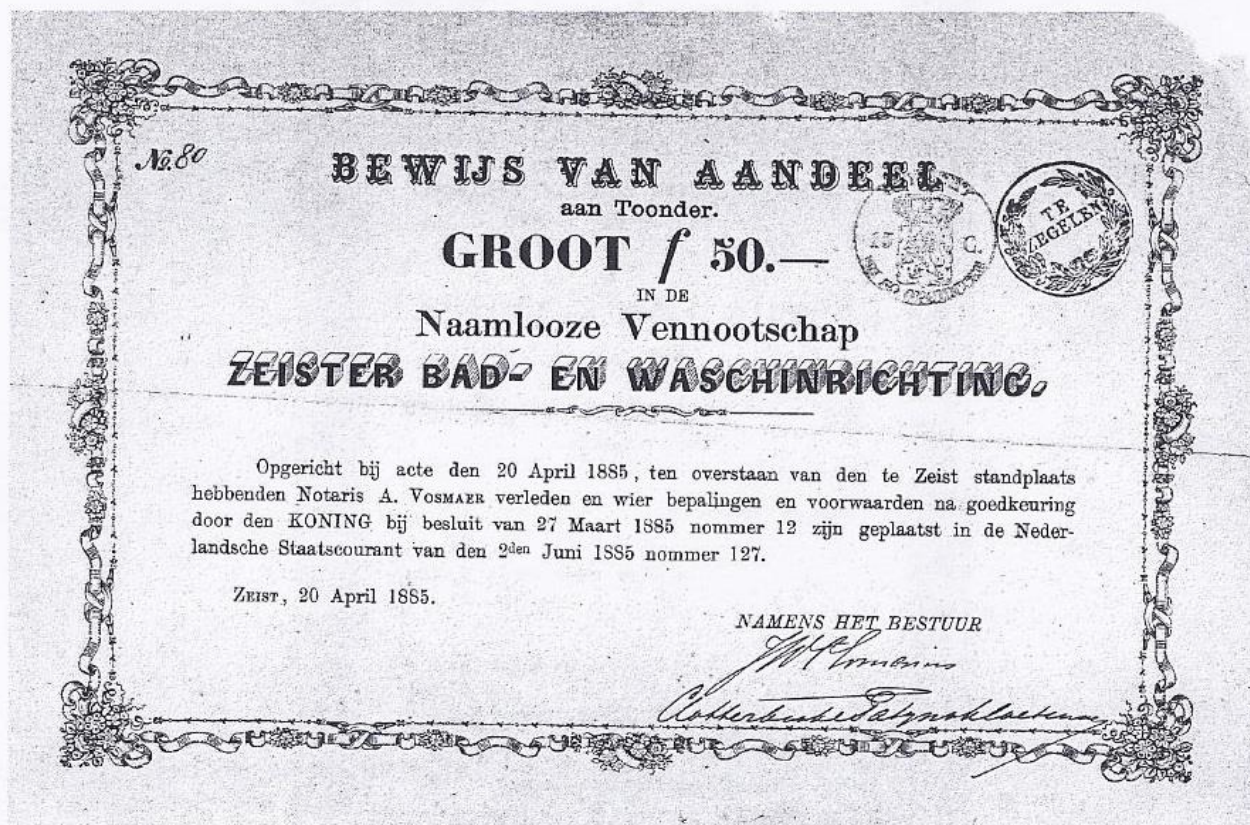 No. 80
BEWIJS VAN AANDEEL
aan Toonder.
GROOT f 50.—
15 C.
TE
ZEGELEN
IN DE
Naamlooze Vennootschap
ZEISTER BAD- EN WASCHINRICHTING.
Opgericht bij acte den 20 April 1885, ten overstaan van den te Zeist standplaats
hebbenden Notaris A. VOSMAER verleden en wier bepalingen en voorwaarden na goedkeuring
door den KONING bij besluit van 27 Maart 1885 nommer 12 zijn geplaatst in de Neder-
landsche Staatscourant van den 2den Juni 1885 nommer 127.
ZEIST, 20 April 1885.
NAMENS HET BESTUUR